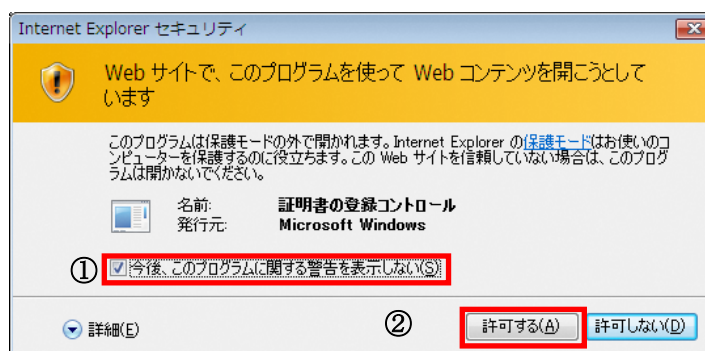 Internet Explorer セキュリティ
Web サイトで、このプログラムを使って Web コンテンツを開こうとして
います
このプログラムは保護モードの外で開かれます。Internet Explorer の保護モードはお使いのコ
ンピューターを保護するのに役立ちます。この Web サイトを信頼していない場合は、このプログ
ラムは開かないでください。
名前: 証明書の登録コントロール
発行元: Microsoft Windows
① 今後、このプログラムに関する警告を表示しない(S)
詳細(E) ② 許可する(A) 許可しない(D)